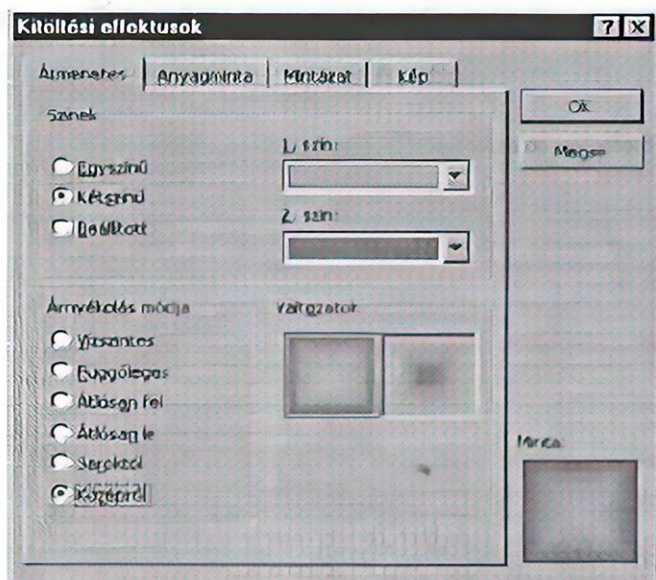 Kitöltési effektusok
Átmenetes Anyagminta Mintázat Kép
Színek
Egyszínű
Kétszínű
Beállított
1. szín:
2. szín:
Ok
Mégse
Árnyékolás módja
Vízszintes
Függőleges
Átlósan fel
Átlósan le
Saroktól
Középről
Változatok
Minta: